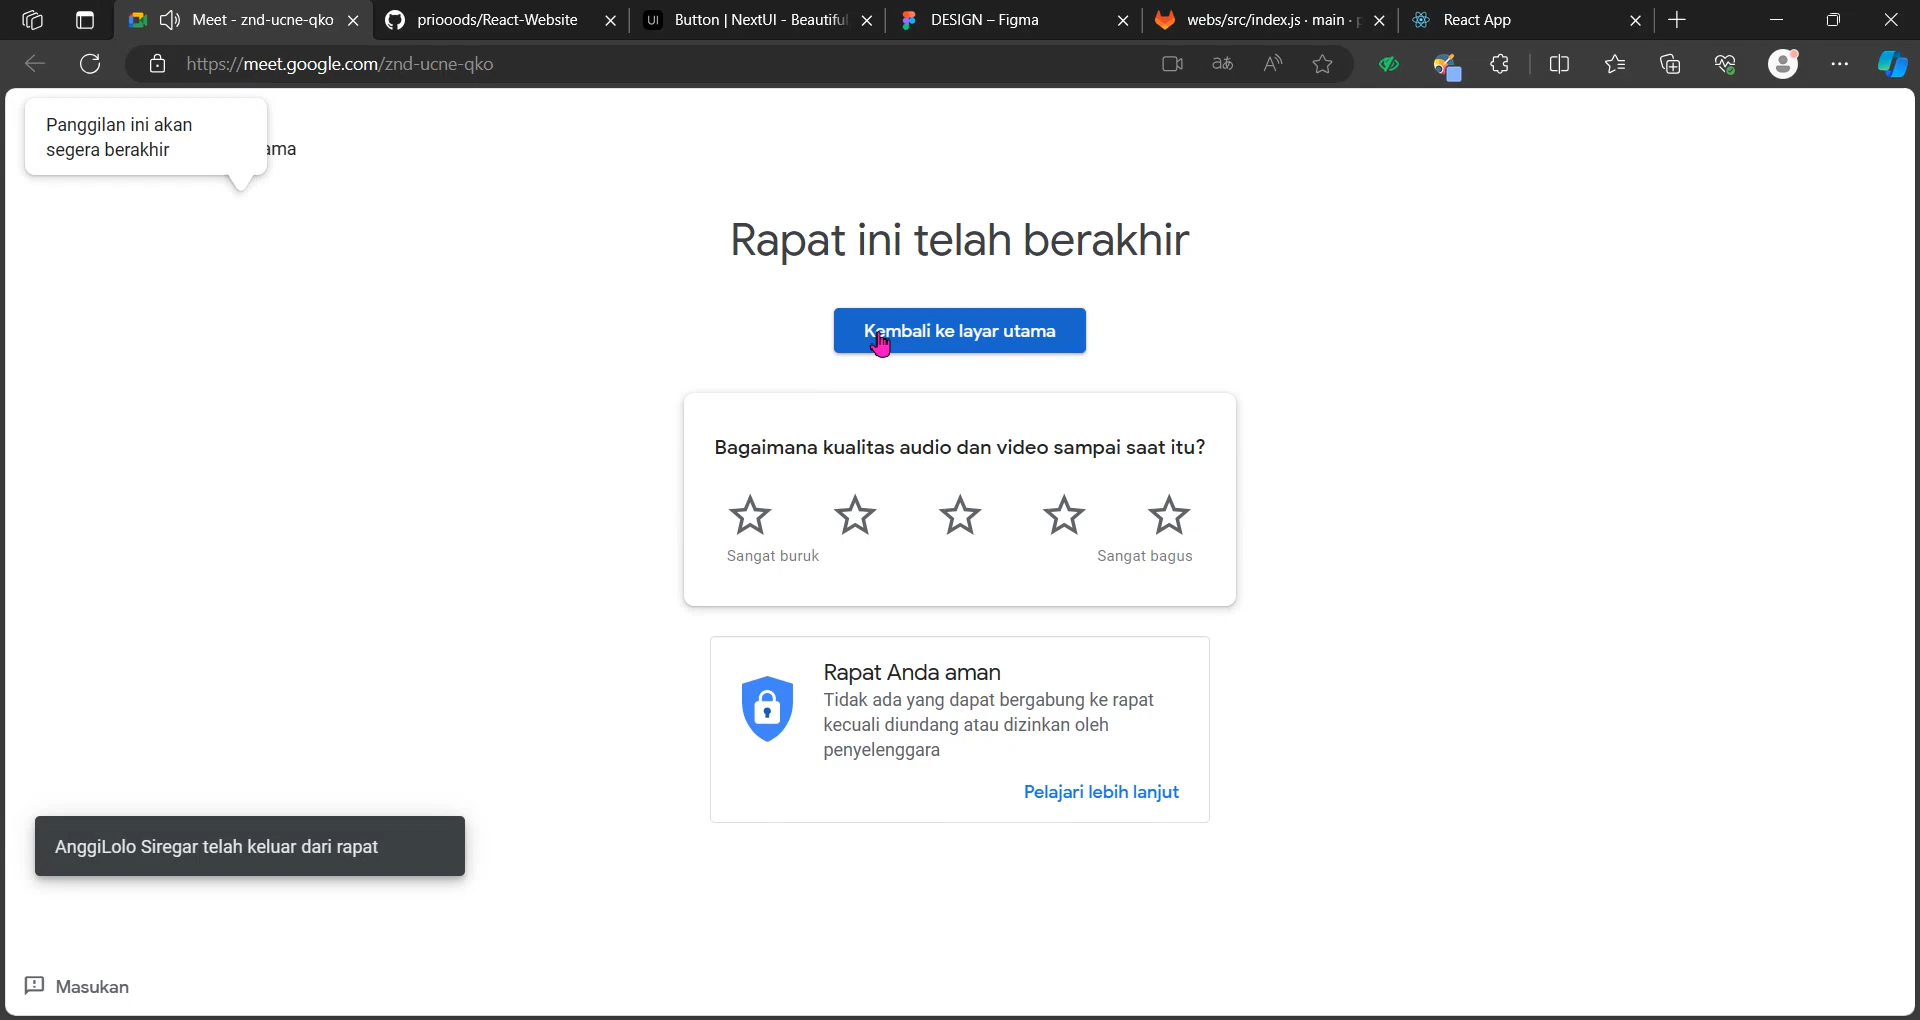 Meet - znd-ucne-qko
priooods/React-Website
UI
Button | NextUI - Beautiful
DESIGN – Figma
webs/src/index.js · main ·
React App
https://meet.google.com/znd-ucne-qko
Panggilan ini akan
segera berakhir
ama
Rapat ini telah berakhir
Kembali ke layar utama
Bagaimana kualitas audio dan video sampai saat itu?
Sangat buruk
Sangat bagus
Rapat Anda aman
Tidak ada yang dapat bergabung ke rapat
kecuali diundang atau dizinkan oleh
penyelenggara
Pelajari lebih lanjut
AnggiLolo Siregar telah keluar dari rapat
Masukan